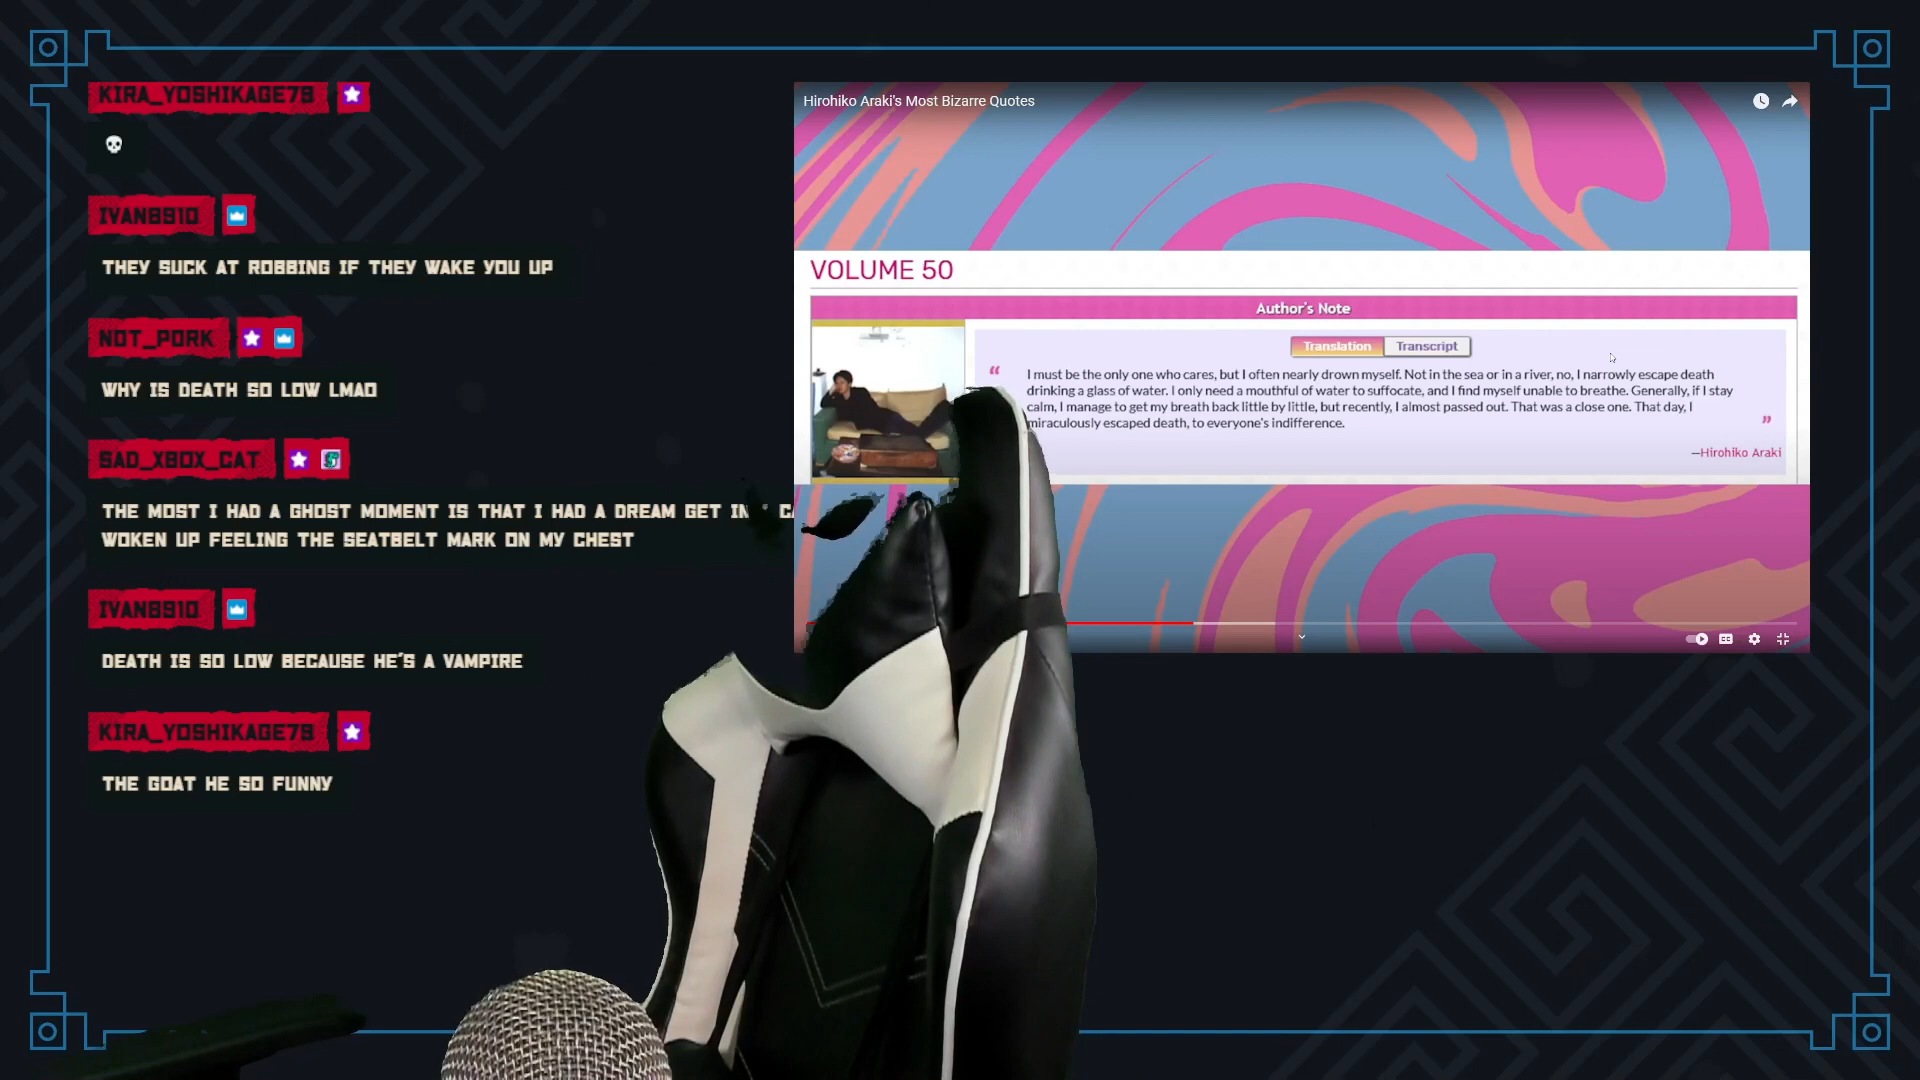 KIRA_YOSHIKAGE79
💀
IVAN8910
THEY SUCK AT ROBBING IF THEY WAKE YOU UP
NOT_PORK
WHY IS DEATH SO LOW LMAO
SAD_XBOX_CAT
THE MOST I HAD A GHOST MOMENT IS THAT I HAD A DREAM GET IN
WOKEN UP FEELING THE SEATBELT MARK ON MY CHEST
IVAN8910
DEATH IS SO LOW BECAUSE HE'S A VAMPIRE
KIRA_YOSHIKAGE79
THE GOAT HE SO FUNNY
Hirohiko Araki's Most Bizarre Quotes
VOLUME 50
Author's Note
Translation Transcript
“ I must be the only one who cares, but I often nearly drown myself. Not in the sea or in a river, no, I narrowly escape death
drinking a glass of water. I only need a mouthful of water to suffocate, and I find myself unable to breathe. Generally, if I stay
calm, I manage to get my breath back little by little, but recently, I almost passed out. That was a close one. That day, I
miraculously escaped death, to everyone's indifference. ”
—Hirohiko Araki